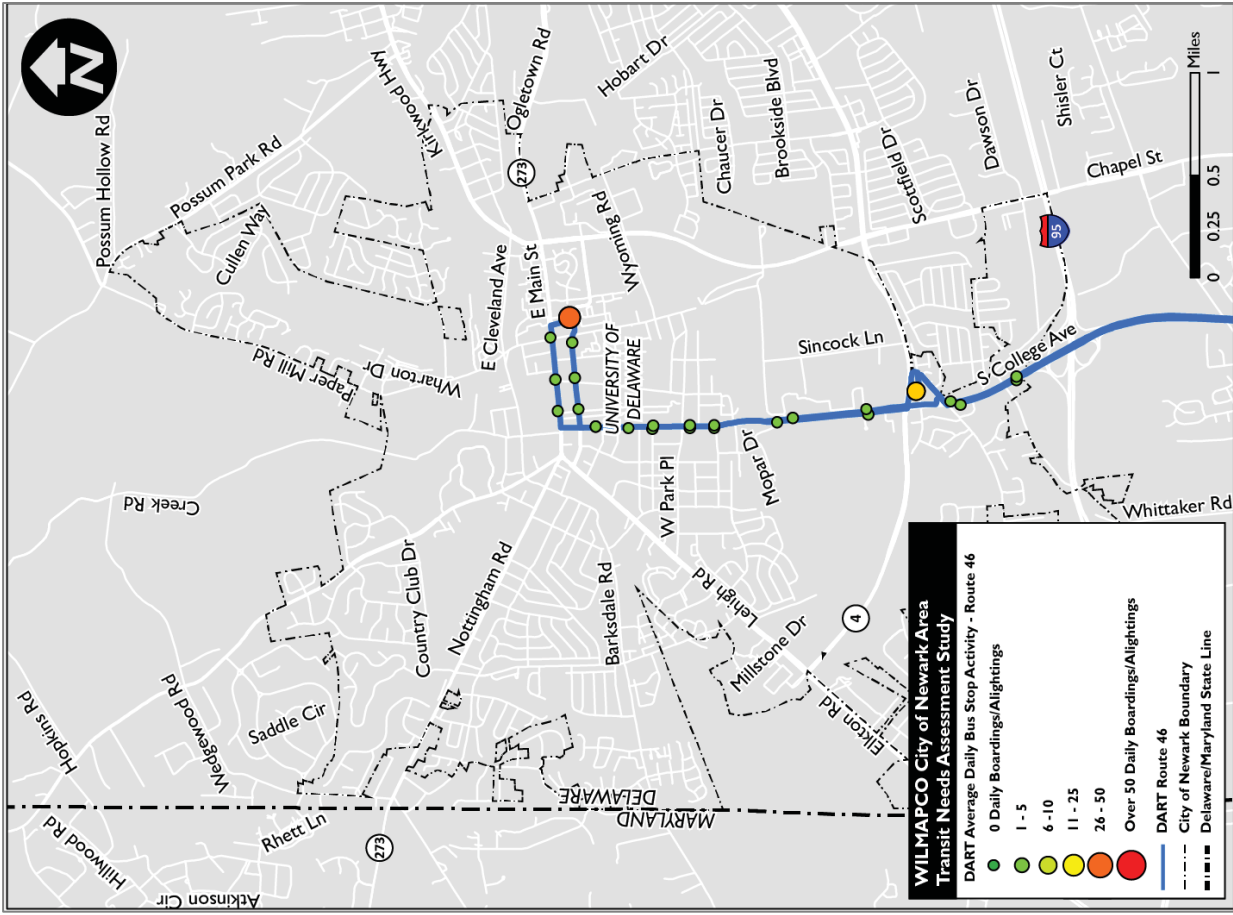 N
Possum Hollow Rd
Possum Park Rd
Cullen Way
Kirkwood Hwy
Ogletown Rd
Hobart Dr
273
Paper Mill Rd
Wharton Dr
E Cleveland Ave
E Main St
Wyoming Rd
Chaucer Dr
Brookside Blvd
Scottfield Dr
Dawson Dr
Shisler Ct
Chapel St
95
UNIVERSITY OF
DELAWARE
Sincock Ln
S College Ave
Creek Rd
W Park Pl
Mopar Dr
Whittaker Rd
Hopkins Rd
Wedgewood Rd
Saddle Cir
Country Club Dr
Nottingham Rd
Barksdale Rd
Lehigh Rd
Millstone Dr
Elkton Rd
4
Hillwood Rd
Rhett Ln
Atkinson Cir
273
DELAWARE
MARYLAND
0
0.25
0.5
1
Miles
WILMAPCO City of Newark Area
Transit Needs Assessment Study
DART Average Daily Bus Stop Activity - Route 46
0 Daily Boardings/Alightings
1 - 5
6 -10
11 - 25
26 - 50
Over 50 Daily Boardings/Alightings
DART Route 46
City of Newark Boundary
Delaware/Maryland State Line